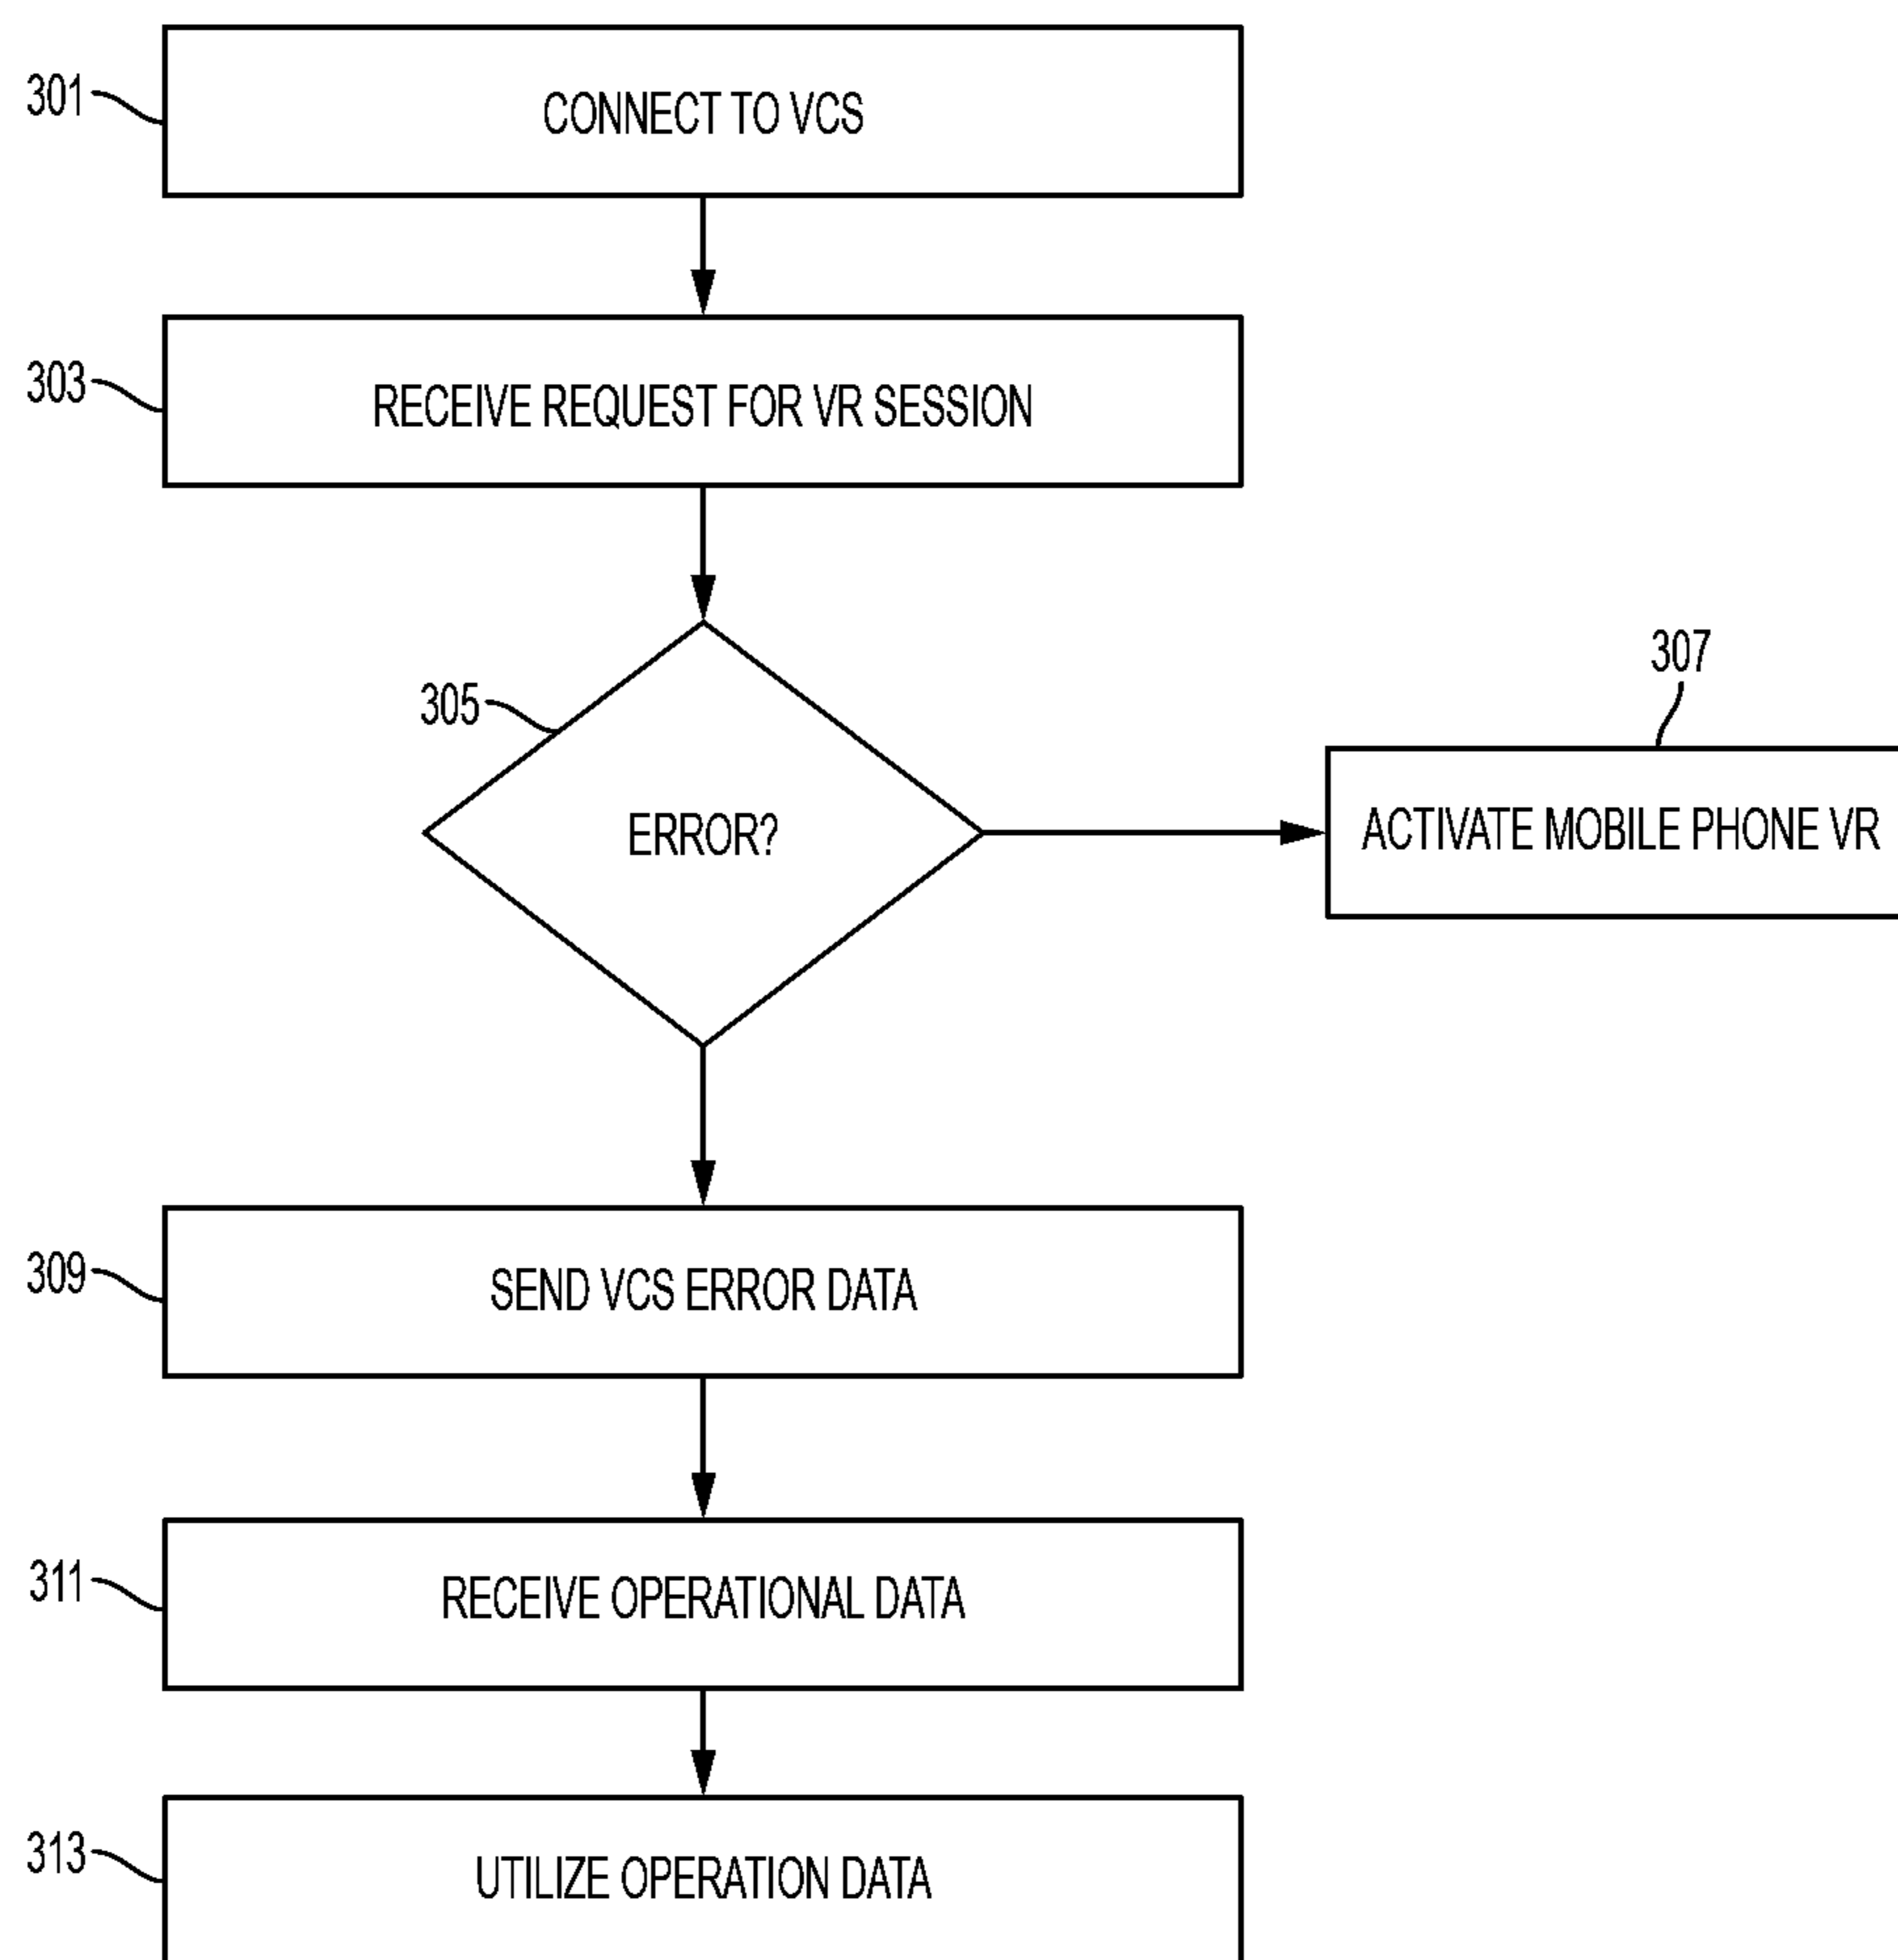 301
CONNECT TO VCS
303
RECEIVE REQUEST FOR VR SESSION
305
ERROR?
307
ACTIVATE MOBILE PHONE VR
309
SEND VCS ERROR DATA
311
RECEIVE OPERATIONAL DATA
313
UTILIZE OPERATION DATA